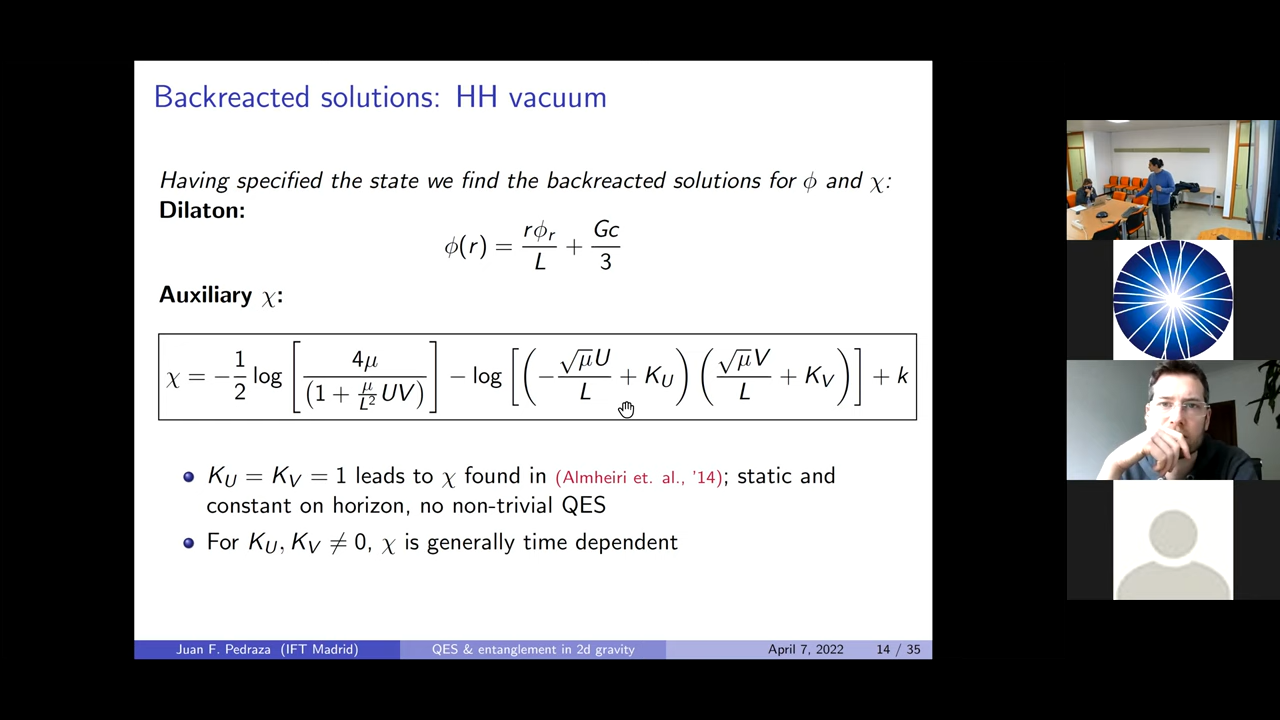 Backreacted solutions: HH vacuum
Having specified the state we find the backreacted solutions for ϕ and χ:
Dilaton:
ϕ(r) = rϕ_r / L + Gc / 3
Auxiliary χ:
χ = −1/2 log [ 4μ / (1 + μ/L² UV) ] − log [ ( −√μU / L + K_U ) ( √μV / L + K_V ) ] + k
K_U = K_V = 1 leads to χ found in (Almheiri et. al., '14); static and
constant on horizon, no non-trivial QES
For K_U, K_V ≠ 0, χ is generally time dependent
Juan F. Pedraza (IFT Madrid) QES & entanglement in 2d gravity April 7, 2022 14 / 35